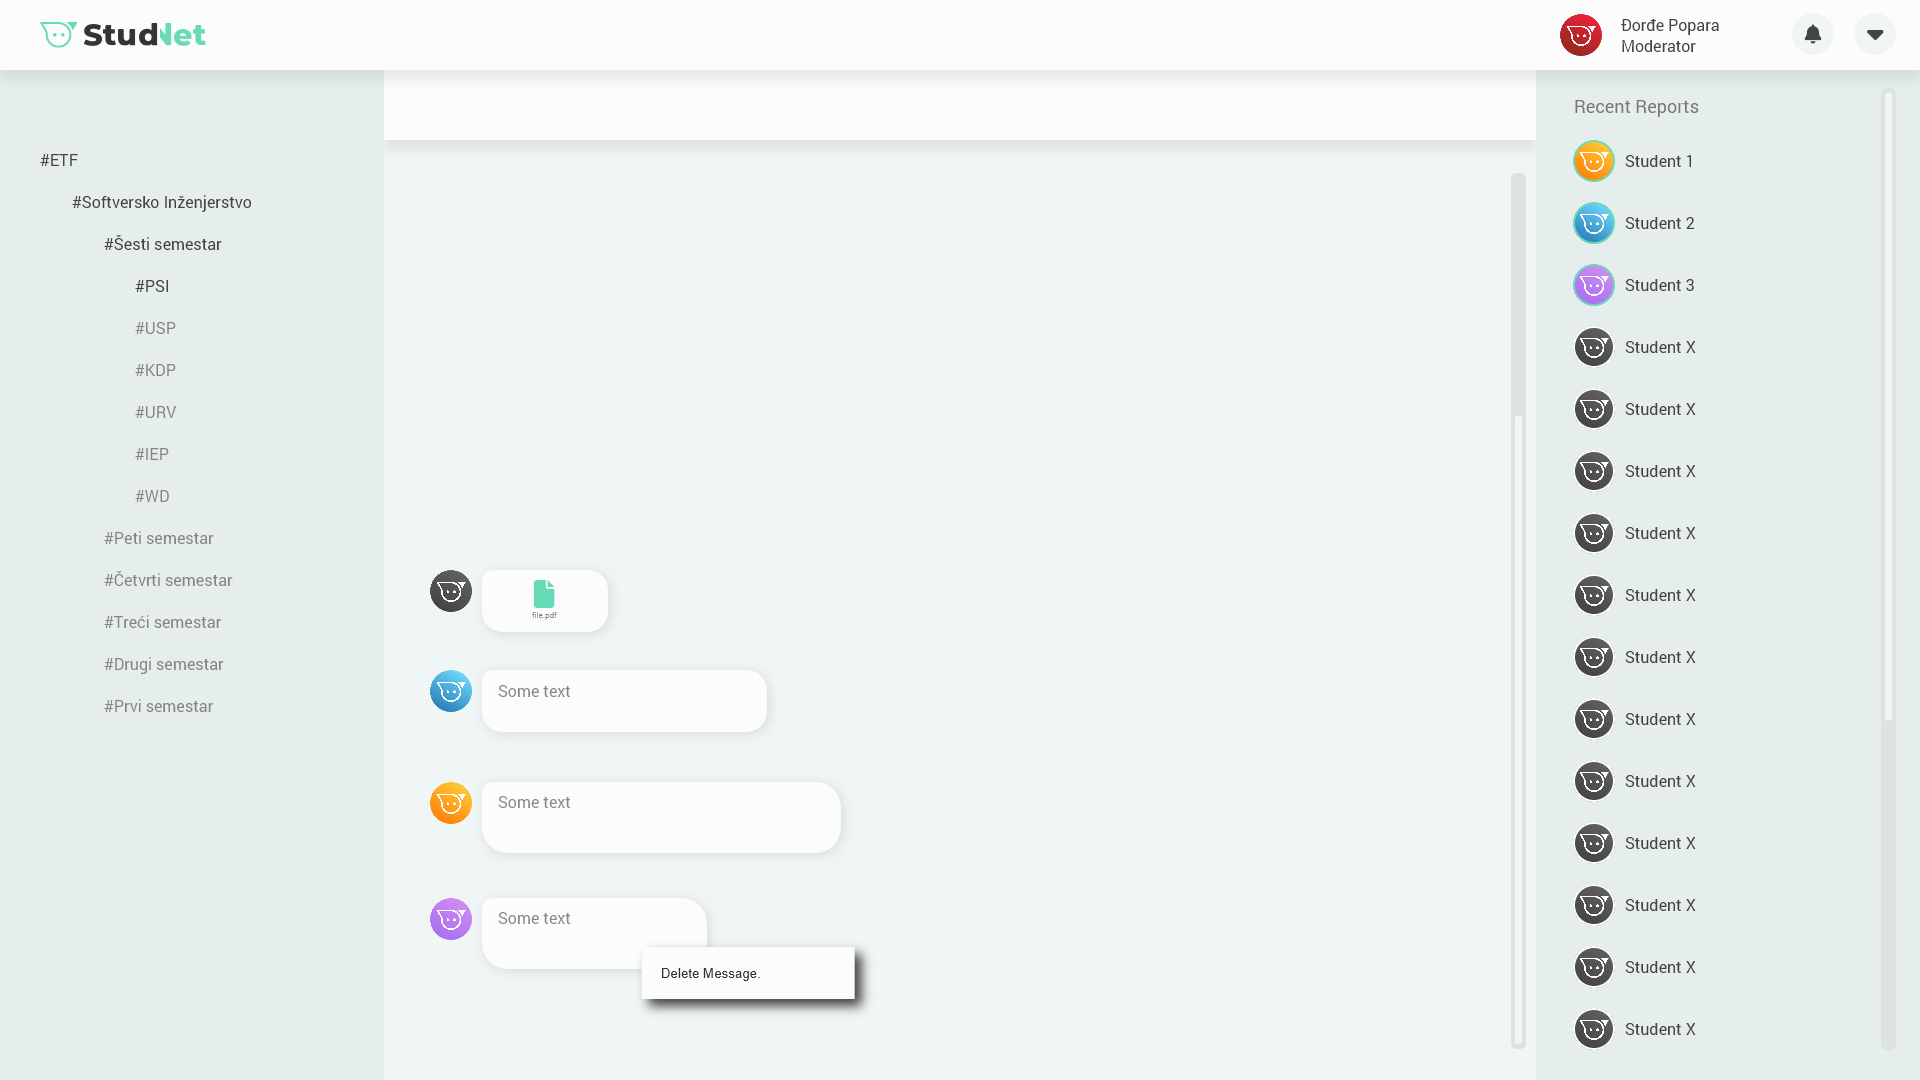 StudNet
Đorđe Popara
Moderator
#ETF
#Softversko Inženjerstvo
#Šesti semestar
#PSI
#USP
#KDP
#URV
#IEP
#WD
#Peti semestar
#Četvrti semestar
#Treći semestar
#Drugi semestar
#Prvi semestar
file.pdf
Some text
Some text
Some text
Delete Message.
Recent Reports
Student 1
Student 2
Student 3
Student X
Student X
Student X
Student X
Student X
Student X
Student X
Student X
Student X
Student X
Student X
Student X